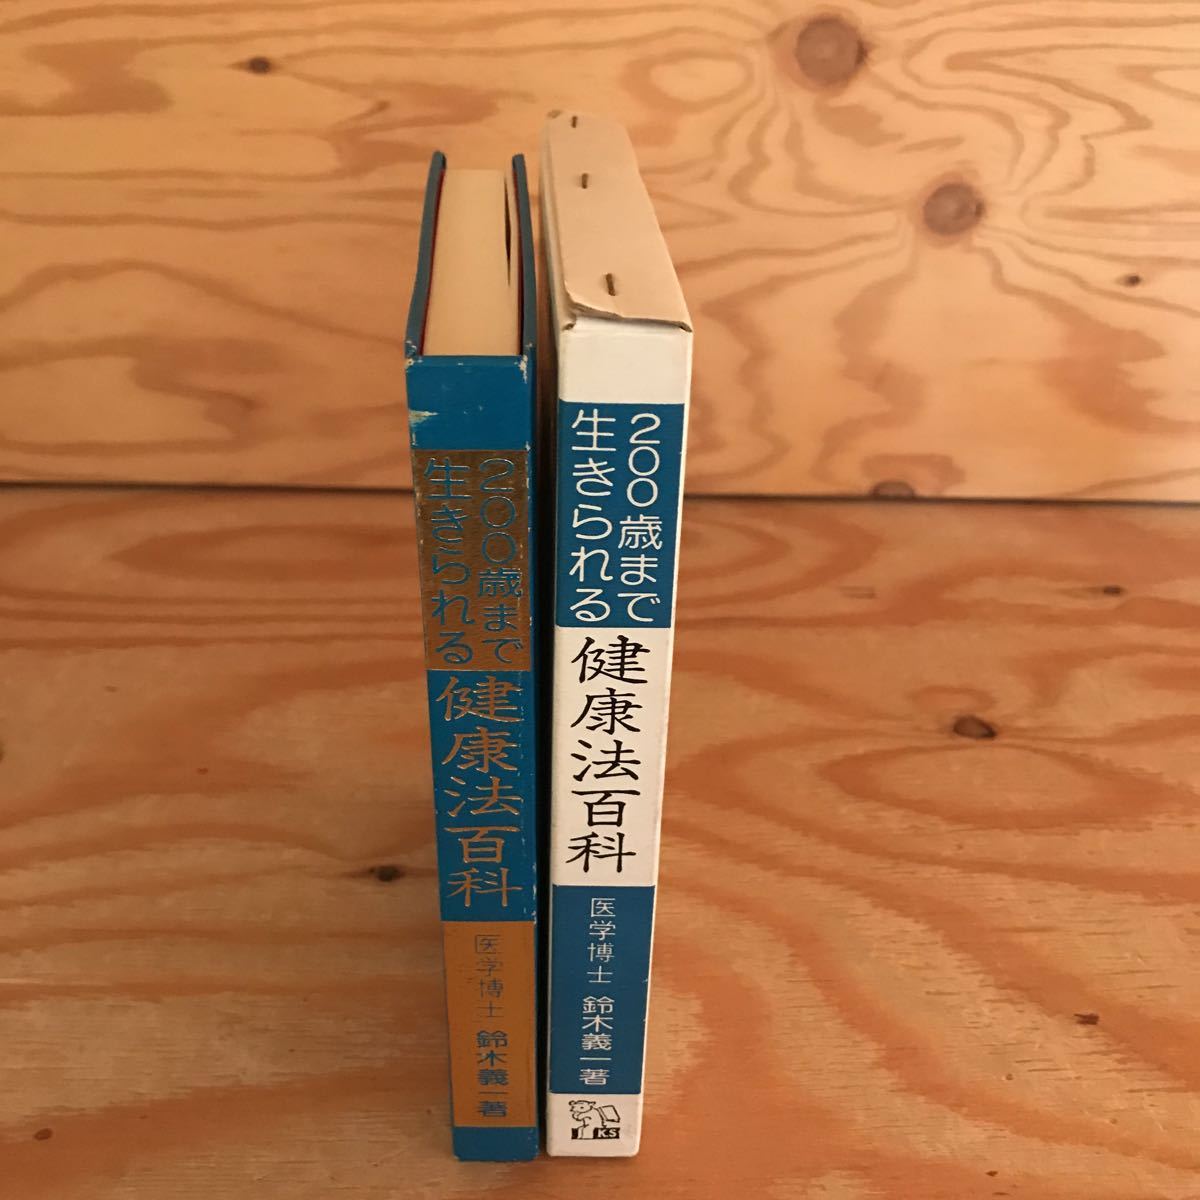 200歳まで
生きられる
健康法百科
医学博士 鈴木義一著
200歳まで
生きられる
健康法百科
医学博士 鈴木義一著
KS